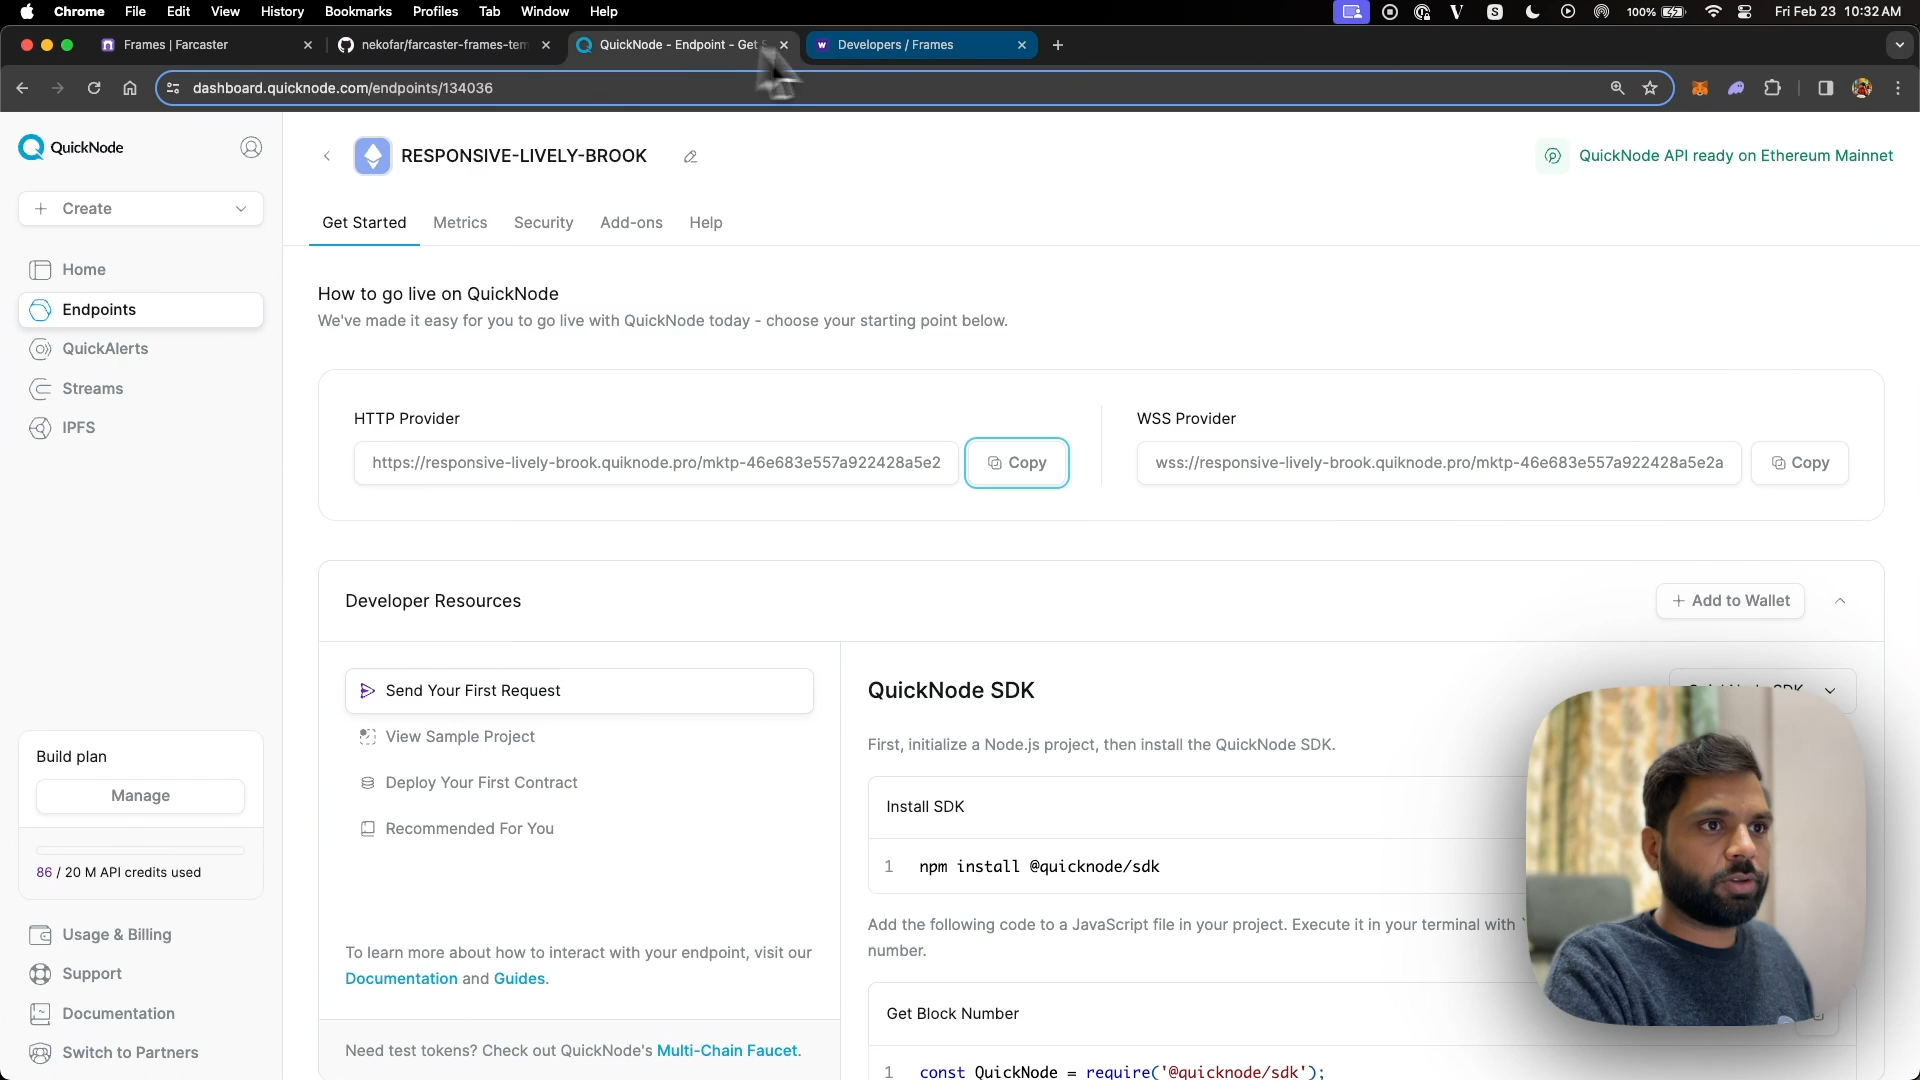 Chrome File Edit View History Bookmarks Profiles Tab Window Help
100% Fri Feb 23 10:32 AM
Frames | Farcaster
nekofar/farcaster-frames-tem
QuickNode - Endpoint - Get
Developers / Frames
dashboard.quicknode.com/endpoints/134036
QuickNode
RESPONSIVE-LIVELY-BROOK
QuickNode API ready on Ethereum Mainnet
Create
Get Started Metrics Security Add-ons Help
Home
Endpoints
QuickAlerts
Streams
IPFS
How to go live on QuickNode
We've made it easy for you to go live with QuickNode today - choose your starting point below.
HTTP Provider
https://responsive-lively-brook.quiknode.pro/mktp-46e683e557a922428a5e2
Copy
WSS Provider
wss://responsive-lively-brook.quiknode.pro/mktp-46e683e557a922428a5e2a
Copy
Developer Resources
Add to Wallet
Send Your First Request
View Sample Project
Deploy Your First Contract
Recommended For You
QuickNode SDK
First, initialize a Node.js project, then install the QuickNode SDK.
Install SDK
1 npm install @quicknode/sdk
Add the following code to a JavaScript file in your project. Execute it in your terminal with `
number.
Get Block Number
1 const QuickNode = require('@quicknode/sdk');
To learn more about how to interact with your endpoint, visit our
Documentation and Guides.
Need test tokens? Check out QuickNode's Multi-Chain Faucet.
Build plan
Manage
86 / 20 M API credits used
Usage & Billing
Support
Documentation
Switch to Partners